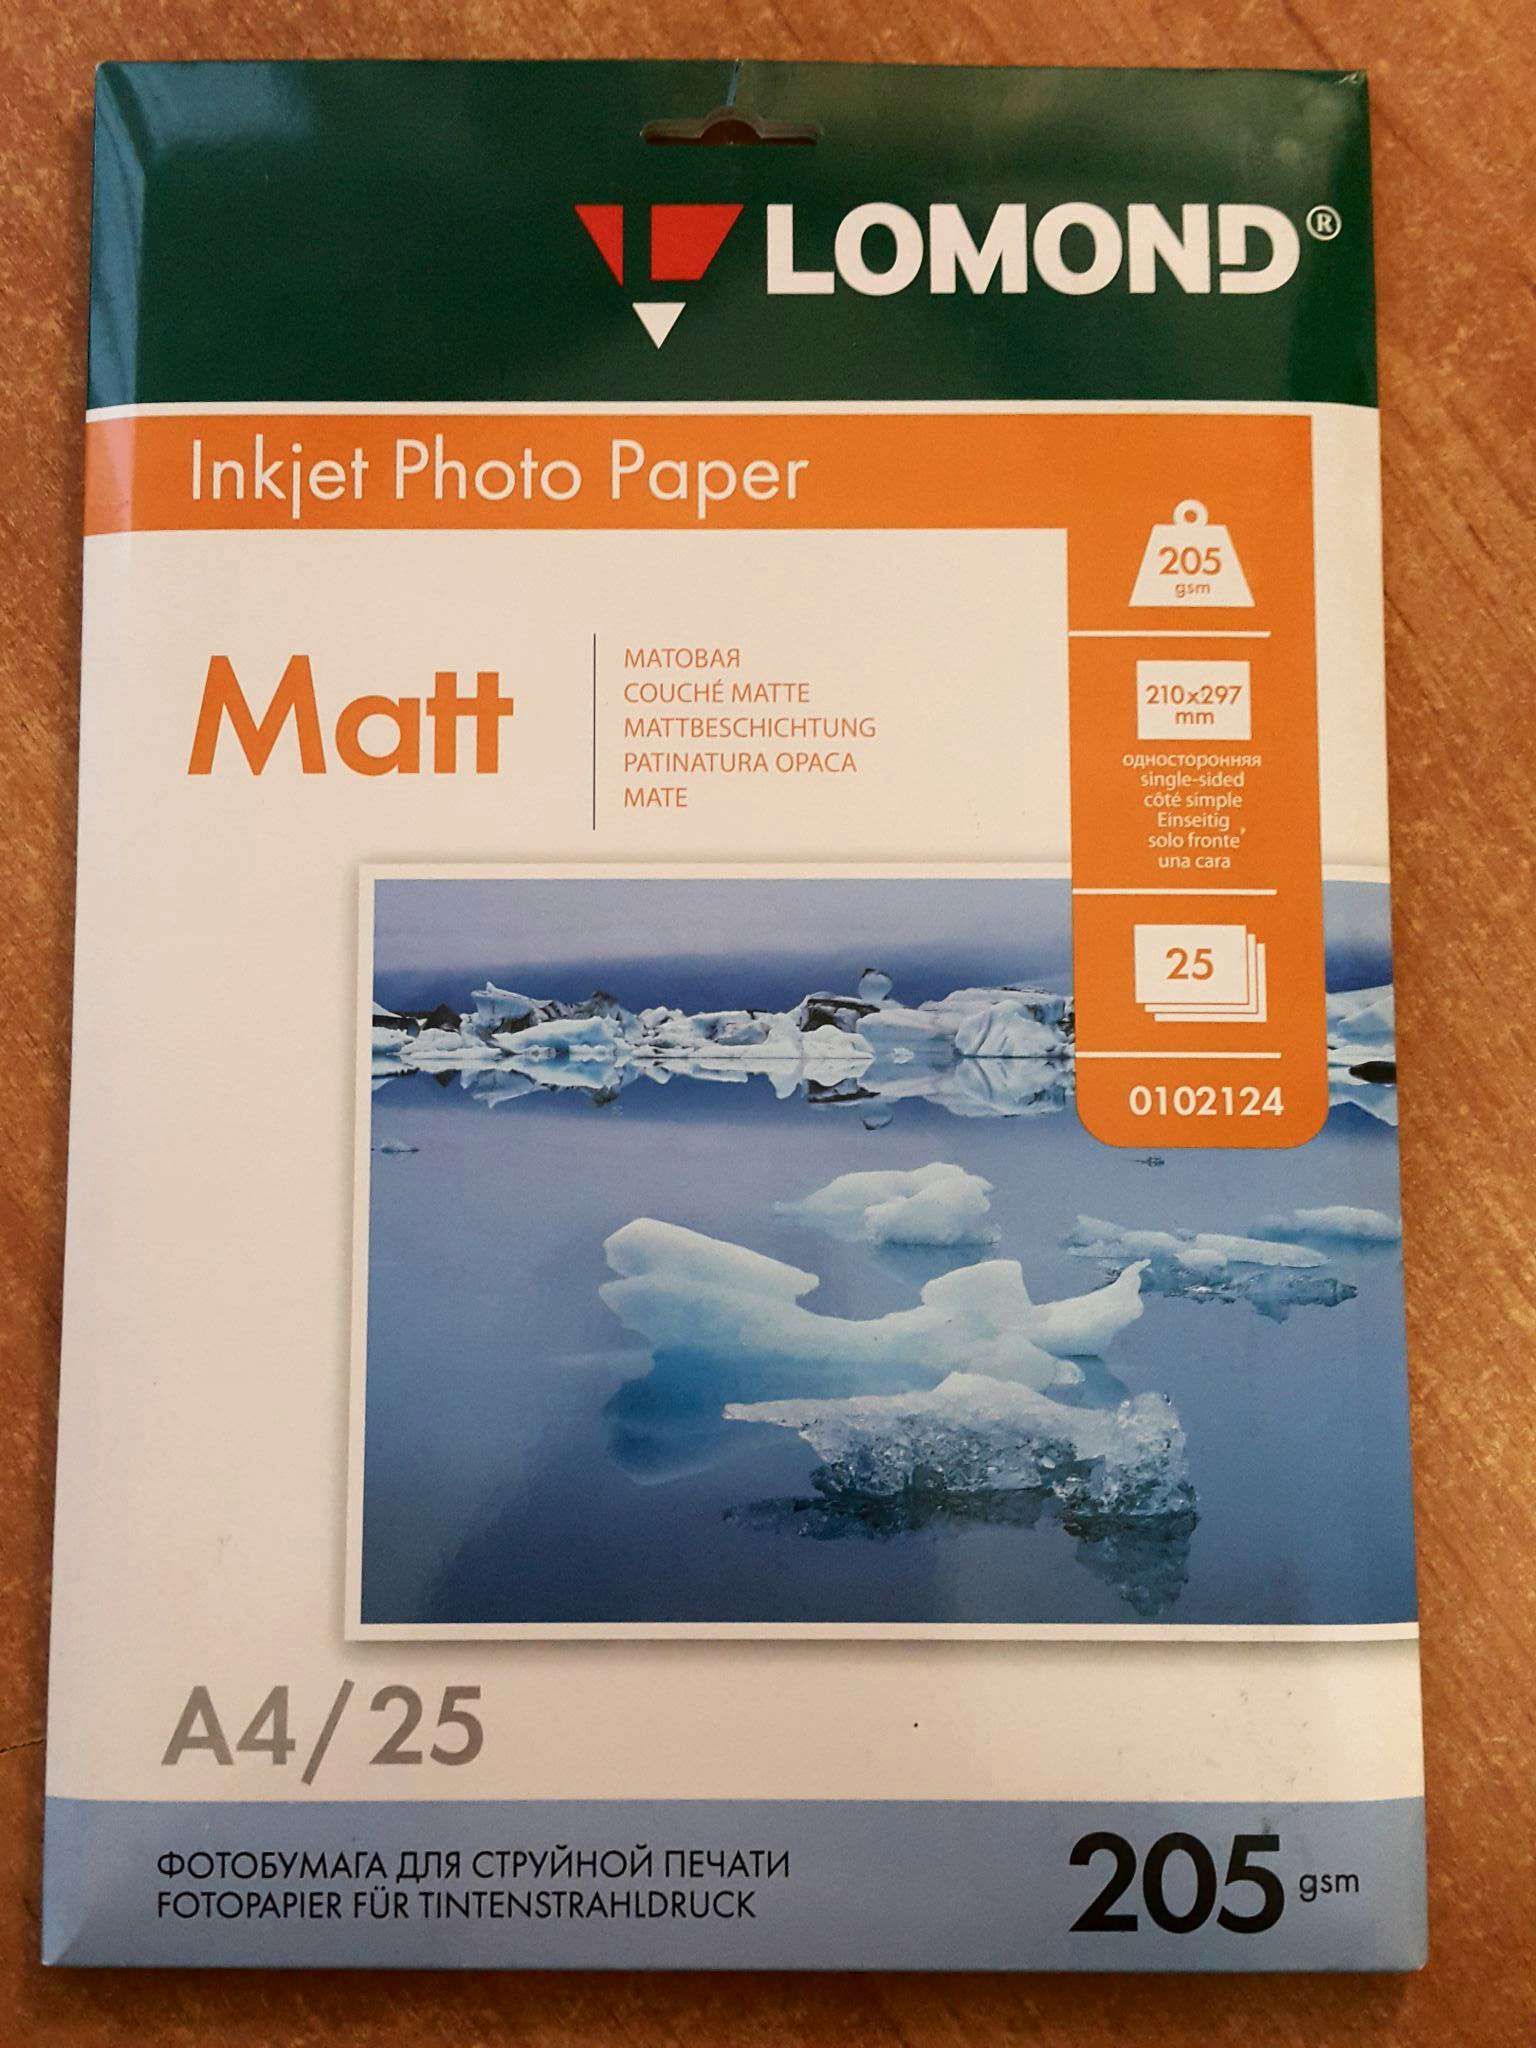 LOMOND®
Inkjet Photo Paper
205
gsm
Matt
МАТОВАЯ
COUCHÉ MATTE
MATTBESCHICHTUNG
PATINATURA OPACA
MATE
210x297
mm
односторонняя
single-sided
côté simple
Einseitig
solo fronte
una cara
25
0102124
A4/25
ФОТОБУМАГА ДЛЯ СТРУЙНОЙ ПЕЧАТИ
FOTOPAPIER FÜR TINTENSTRAHLDRUCK
205 gsm